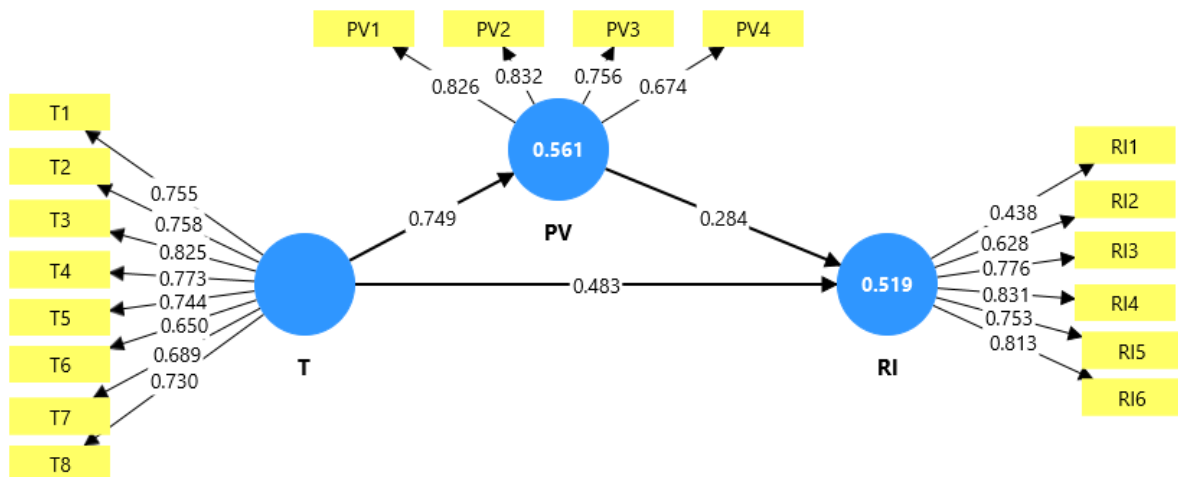 PV1 PV2 PV3 PV4
0.826 0.832 0.756 0.674
T1
T2
T3
T4
T5
T6
T7
T8
0.755
0.758
0.825
0.773
0.744
0.650
0.689
0.730
0.561
PV
0.749
0.284
0.483
T
0.519
RI
0.438
0.628
0.776
0.831
0.753
0.813
RI1
RI2
RI3
RI4
RI5
RI6